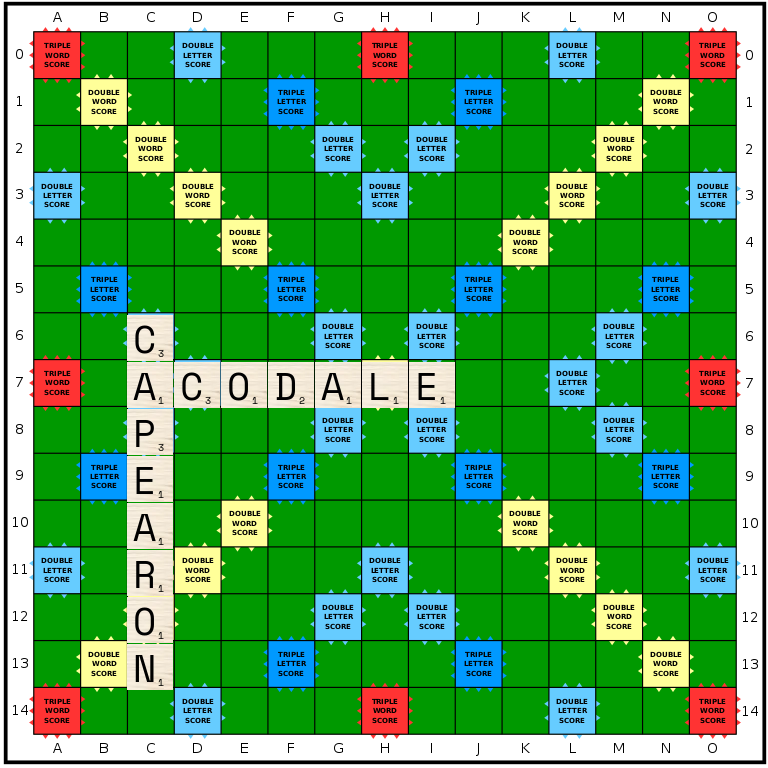 A B C D E F G H I J K L M N O
TRIPLE DOUBLE TRIPLE DOUBLE TRIPLE
0 WORD LETTER WORD LETTER WORD 0
SCORE SCORE SCORE SCORE SCORE
DOUBLE TRIPLE TRIPLE DOUBLE
1 WORD LETTER LETTER WORD 1
SCORE SCORE SCORE SCORE
DOUBLE DOUBLE DOUBLE DOUBLE
2 WORD LETTER LETTER WORD 2
SCORE SCORE SCORE SCORE
DOUBLE DOUBLE DOUBLE DOUBLE DOUBLE
3 LETTER WORD LETTER WORD LETTER 3
SCORE SCORE SCORE SCORE SCORE
DOUBLE DOUBLE
4 WORD WORD 4
SCORE SCORE
TRIPLE TRIPLE TRIPLE TRIPLE
5 LETTER LETTER LETTER LETTER 5
SCORE SCORE SCORE SCORE
DOUBLE DOUBLE DOUBLE
6 C3 LETTER LETTER LETTER 6
SCORE SCORE SCORE
TRIPLE DOUBLE TRIPLE
7 WORD A1 C3 O1 D2 A1 L1 E1 LETTER WORD 7
SCORE SCORE SCORE
DOUBLE DOUBLE DOUBLE
8 P3 LETTER LETTER LETTER 8
SCORE SCORE SCORE
TRIPLE TRIPLE TRIPLE TRIPLE
9 LETTER E1 LETTER LETTER LETTER 9
SCORE SCORE SCORE SCORE
DOUBLE DOUBLE
10 A1 WORD WORD 10
SCORE SCORE
DOUBLE DOUBLE DOUBLE DOUBLE DOUBLE
11 LETTER R1 WORD LETTER WORD LETTER 11
SCORE SCORE SCORE SCORE SCORE
DOUBLE DOUBLE DOUBLE
12 O1 LETTER LETTER WORD 12
SCORE SCORE SCORE
DOUBLE TRIPLE TRIPLE DOUBLE
13 WORD N1 LETTER LETTER WORD 13
SCORE SCORE SCORE SCORE
TRIPLE DOUBLE TRIPLE DOUBLE TRIPLE
14 WORD LETTER WORD LETTER WORD 14
SCORE SCORE SCORE SCORE SCORE
A B C D E F G H I J K L M N O